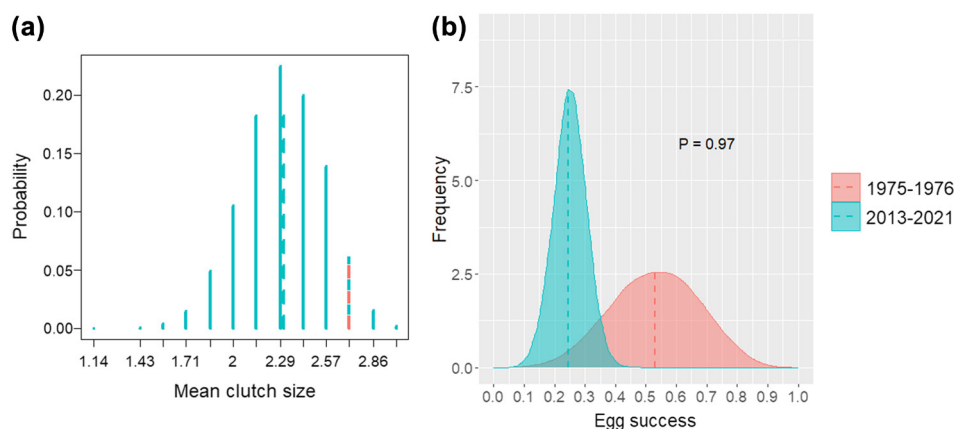 (a)
Probability
0.20
0.15
0.10
0.05
0.00
1.14 1.43 1.71 2 2.29 2.57 2.86
Mean clutch size
(b)
Frequency
7.5
5.0
2.5
0.0
P = 0.97
0.0 0.1 0.2 0.3 0.4 0.5 0.6 0.7 0.8 0.9 1.0
Egg success
1975-1976
2013-2021